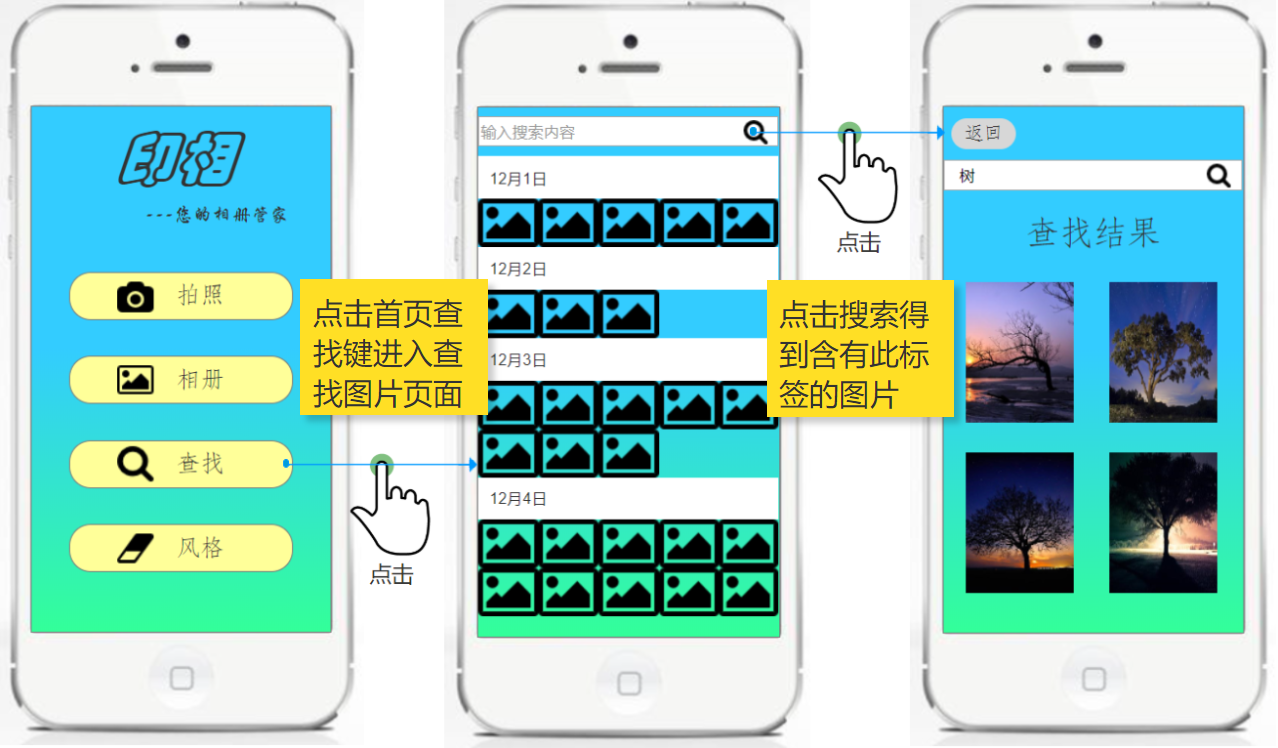 印相
---您的相册管家
拍照
相册
查找
风格
点击首页查
找键进入查
找图片页面
点击
输入搜索内容
12月1日
12月2日
12月3日
12月4日
点击
点击搜索得
到含有此标
签的图片
返回
树
查找结果